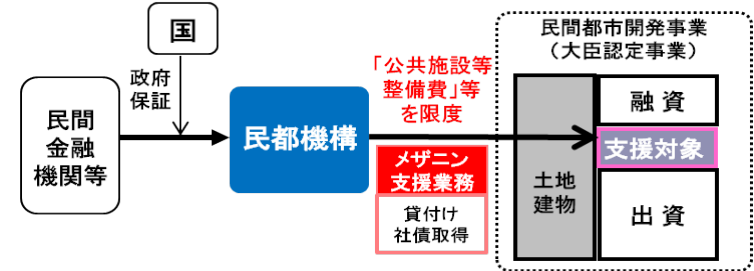 国
政府
保証
民間
金融
機関等
民都機構
「公共施設等
整備費」等
を限度
メザニン
支援業務
貸付け
社債取得
民間都市開発事業
（大臣認定事業）
土地
建物
融 資
支援対象
出 資